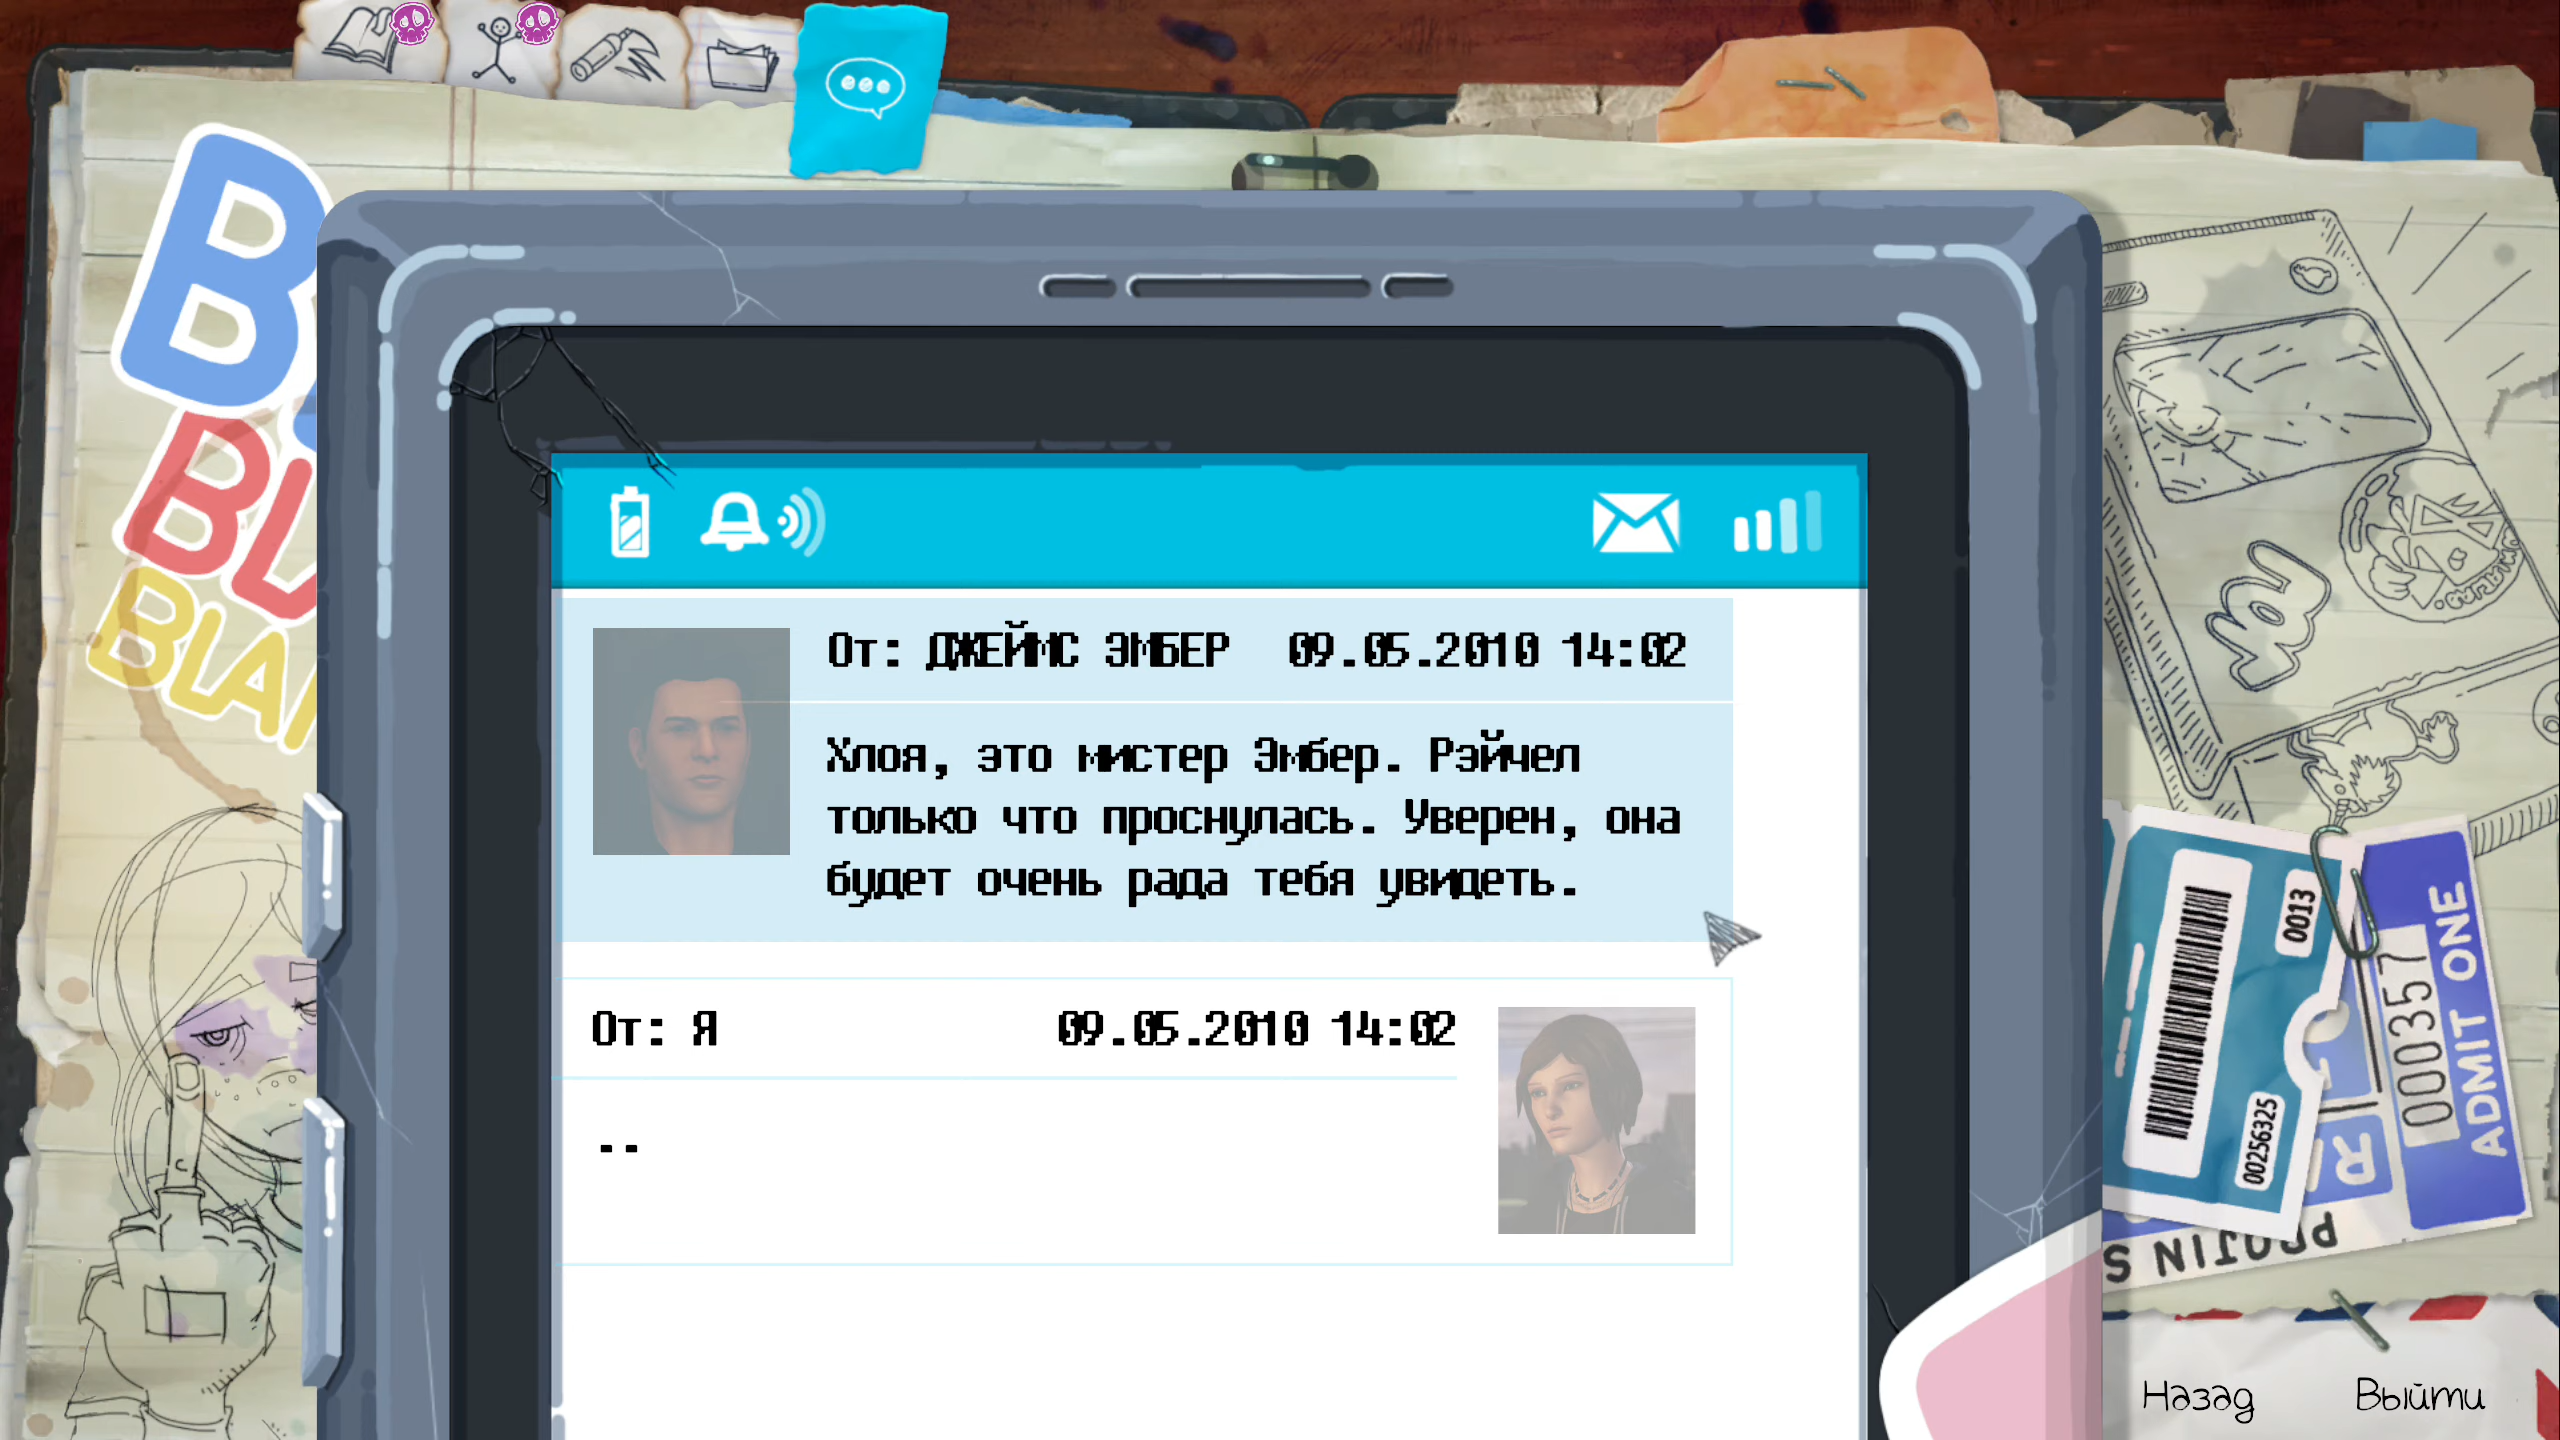 От: ДЖЕЙМС ЭМБЕР 09.05.2010 14:02
Хлоя, это мистер Эмбер. Рэйчел
только что проснулась. Уверен, она
будет очень рада тебя увидеть.
От: Я 09.05.2010 14:02
--
0013
00256325
000357
ADMIT ONE
Назад Выйти